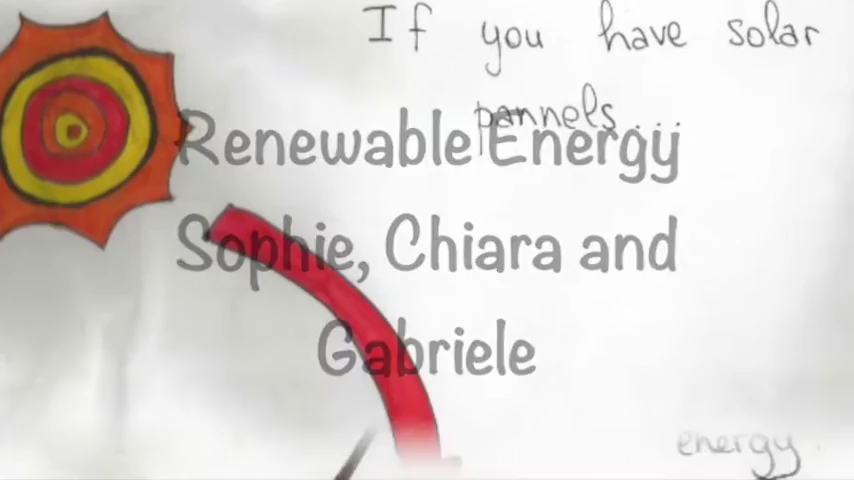 If you have solar
pannels...
Renewable Energy
Sophie, Chiara and
Gabriele
energy